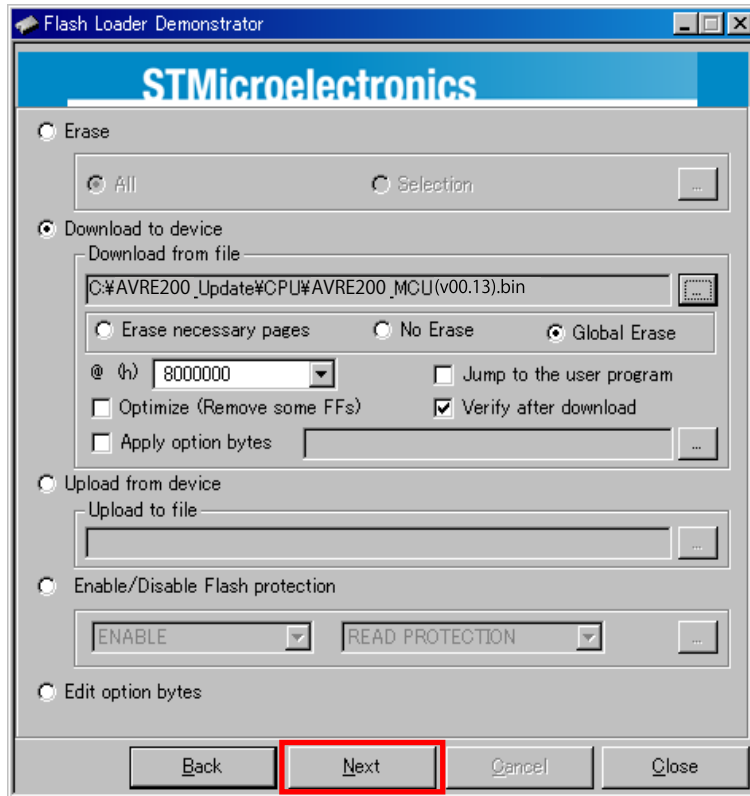 Flash Loader Demonstrator
STMicroelectronics
Erase
All Selection ...
Download to device
Download from file
C:¥AVRE200_Update¥CPU¥AVRE200_MCU(v00.13).bin ...
Erase necessary pages No Erase Global Erase
@ (h) 8000000 Jump to the user program
Optimize (Remove some FFs) Verify after download
Apply option bytes ...
Upload from device
Upload to file
...
Enable/Disable Flash protection
ENABLE READ PROTECTION ...
Edit option bytes
Back Next Cancel Close